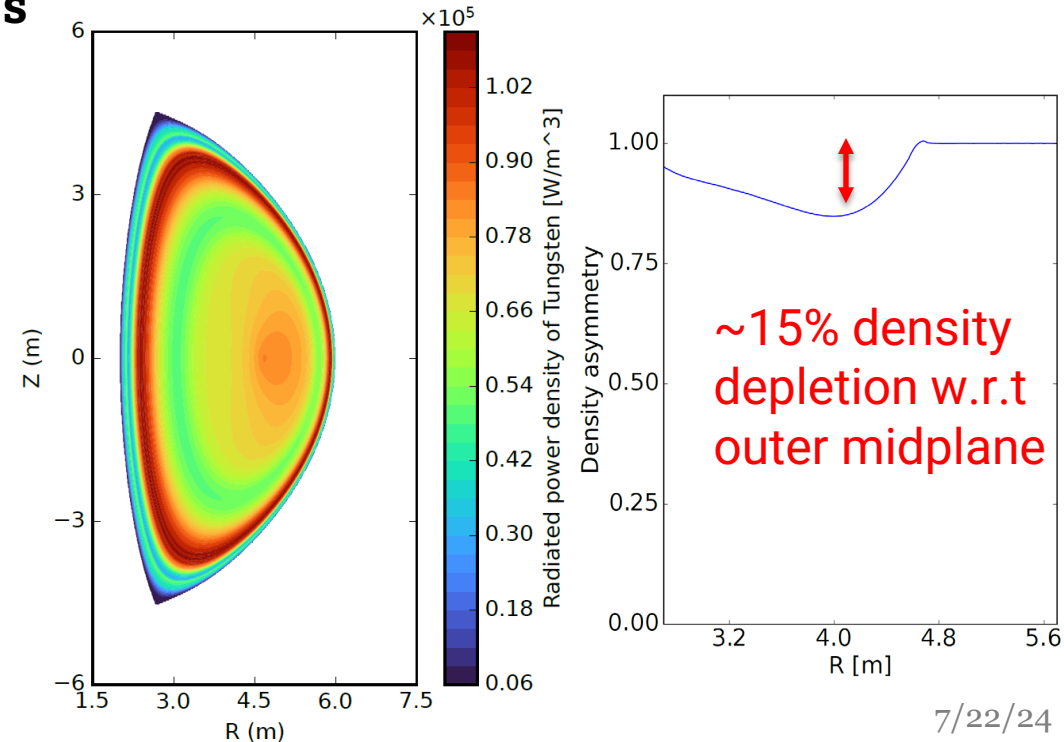 s
×10⁵
6
3
0
−3
−6
Z (m)
1.5 3.0 4.5 6.0 7.5
R (m)
1.02
0.90
0.78
0.66
0.54
0.42
0.30
0.18
0.06
Radiated power density of Tungsten [W/m^3]
Density asymmetry
1.00
0.75
0.50
0.25
0.00
~15% density
depletion w.r.t
outer midplane
3.2 4.0 4.8 5.6
R [m]
7/22/24